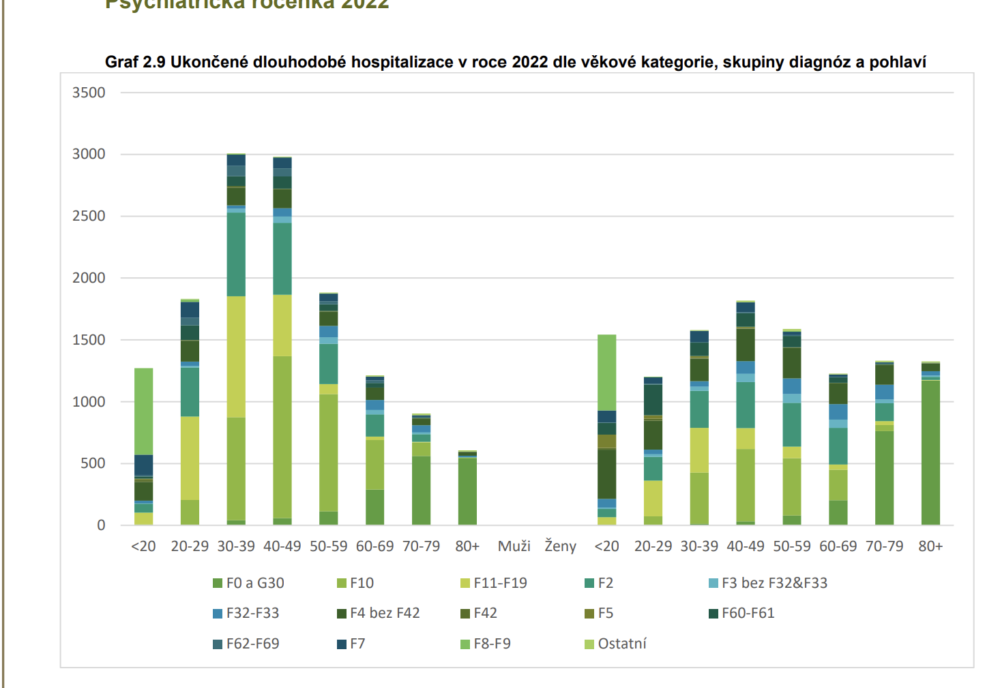 Psychiatrická ročenka 2022
Graf 2.9 Ukončené dlouhodobé hospitalizace v roce 2022 dle věkové kategorie, skupiny diagnóz a pohlaví
3500
3000
2500
2000
1500
1000
500
0
<20 20-29 30-39 40-49 50-59 60-69 70-79 80+ Muži Ženy <20 20-29 30-39 40-49 50-59 60-69 70-79 80+
F0 a G30 F10 F11-F19 F2 F3 bez F32&F33
F32-F33 F4 bez F42 F42 F5 F60-F61
F62-F69 F7 F8-F9 Ostatní